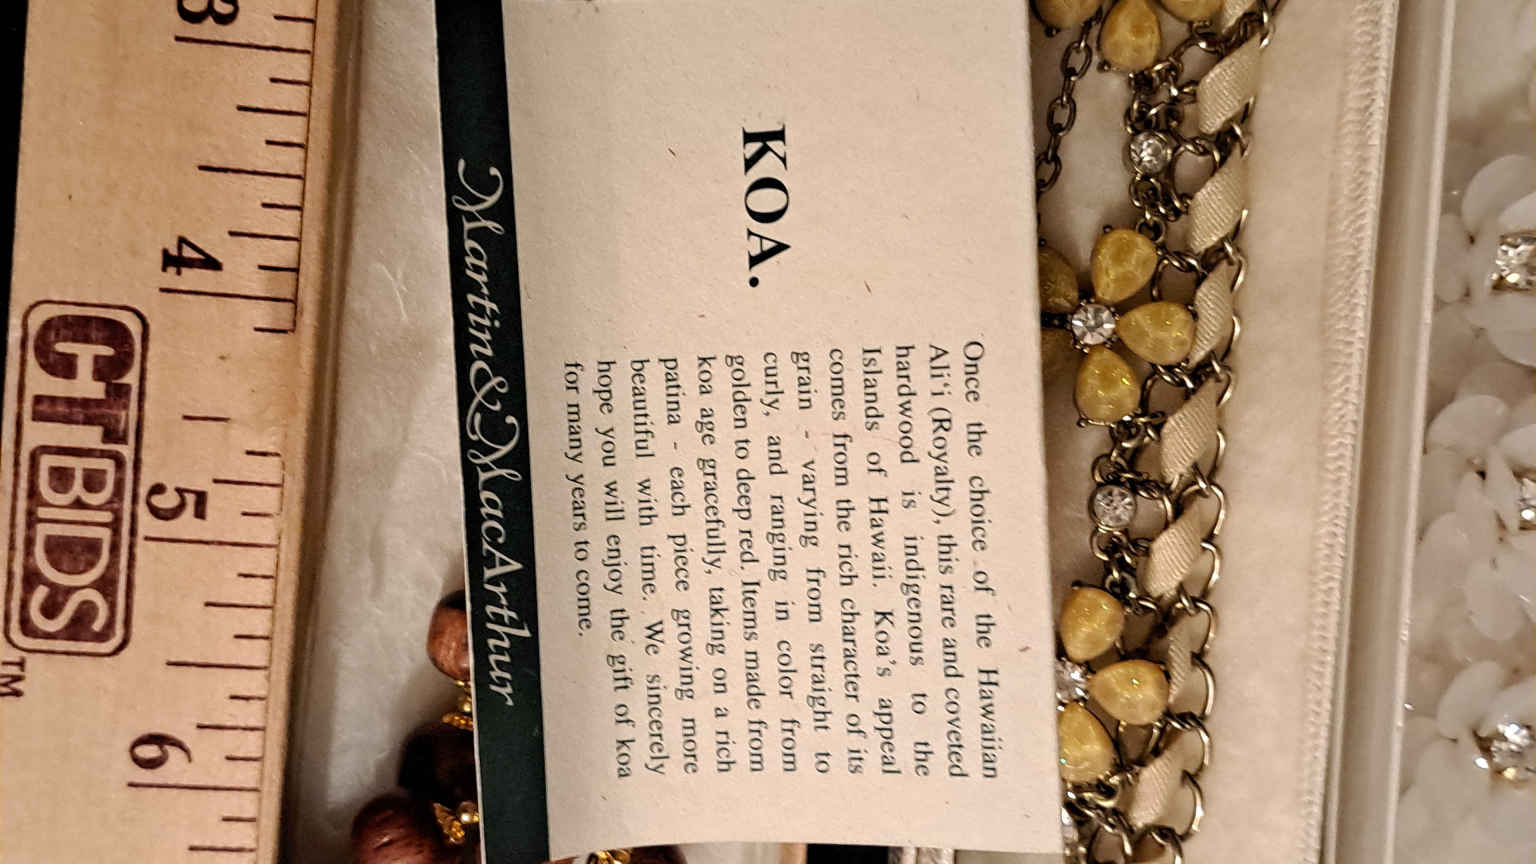 KOA.
Once the choice of the Hawaiian
Ali‘i (Royalty), this rare and coveted
hardwood is indigenous to the
Islands of Hawaii. Koa’s appeal
comes from the rich character of its
grain - varying from straight to
curly, and ranging in color from
golden to deep red. Items made from
koa age gracefully, taking on a rich
patina - each piece growing more
beautiful with time. We sincerely
hope you will enjoy the gift of koa
for many years to come.
Martin&MacArthur
3
4
5
6
CTBIDS
TM